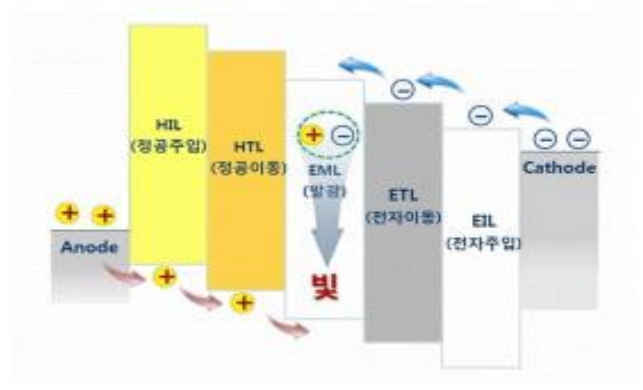 HIL
(정공주입)
HTL
(정공이동)
EML
(발광)
빛
ETL
(전자이동)
EIL
(전자주입)
Cathode
Anode